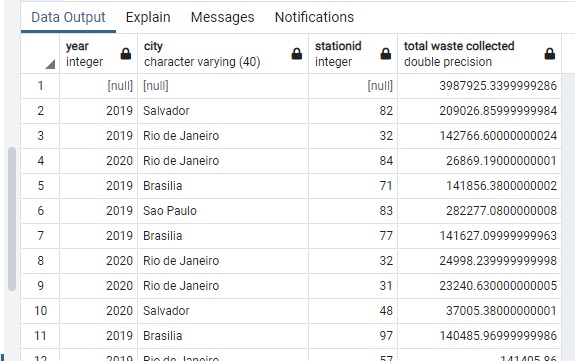 Data Output Explain Messages Notifications
year city stationid total waste collected
integer character varying (40) integer double precision
1 [null] [null] [null] 3987925.3399999286
2 2019 Salvador 82 209026.85999999984
3 2019 Rio de Janeiro 32 142766.60000000024
4 2020 Rio de Janeiro 84 26869.19000000001
5 2019 Brasilia 71 141856.3800000002
6 2019 Sao Paulo 83 282277.0800000008
7 2019 Brasilia 77 141627.09999999963
8 2020 Rio de Janeiro 32 24998.239999999998
9 2020 Rio de Janeiro 31 23240.630000000005
10 2020 Salvador 48 37005.38000000001
11 2019 Brasilia 97 140485.96999999986
12 2019 Rio de Janeiro 57 141405.86